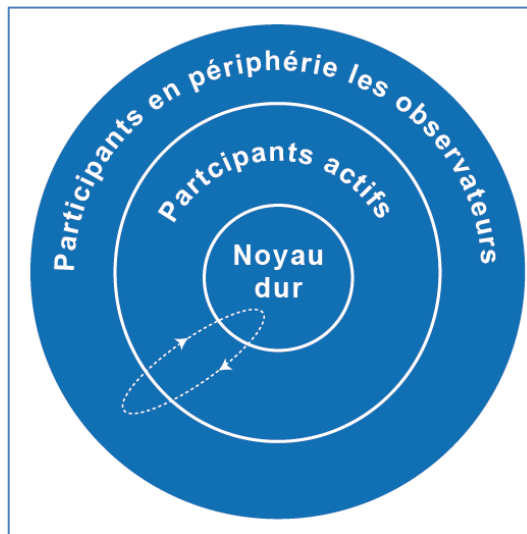 Participants en périphérie les observateurs
Partcipants actifs
Noyau
dur